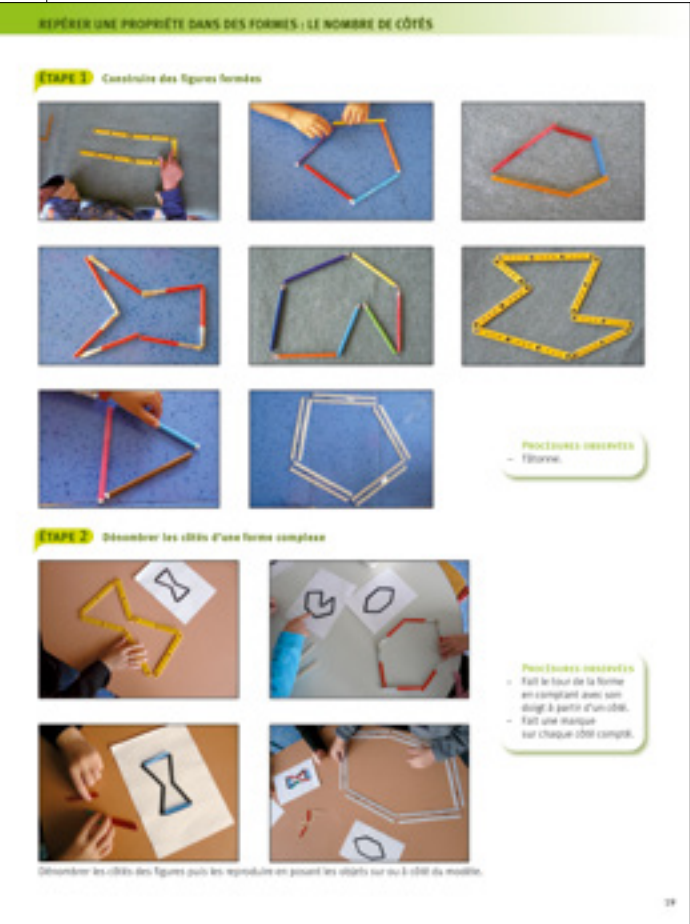 REPÉRER UNE PROPRIÉTÉ DANS DES FORMES : LE NOMBRE DE CÔTÉS
ÉTAPE 1 Construire des figures fermées
PROCÉDURES OBSERVÉES
– Tâtonne.
ÉTAPE 2 Dénombrer les côtés d'une forme complexe
PROCÉDURES OBSERVÉES
– Fait le tour de la forme
en comptant avec son
doigt à partir d'un côté.
– Fait une marque
sur chaque côté compté.
Dénombrer les côtés des figures puis les reproduire en posant les objets sur ou à côté du modèle.
19